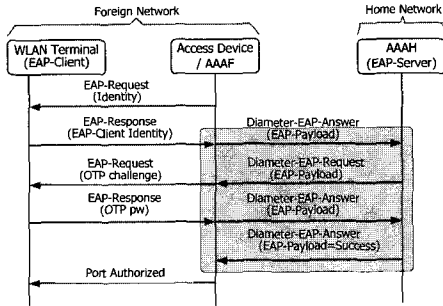 Foreign Network
Home Network
WLAN Terminal
(EAP-Client)
Access Device
/ AAAF
AAAH
(EAP-Server)
EAP-Request
(Identity)
EAP-Response
(EAP-Client Identity)
Diameter-EAP-Answer
(EAP-Payload)
EAP-Request
(OTP challenge)
Diameter-EAP-Request
(EAP-Payload)
EAP-Response
(OTP pw)
Diameter-EAP-Answer
(EAP-Payload)
Diameter-EAP-Answer
(EAP-Payload=Success)
Port Authorized